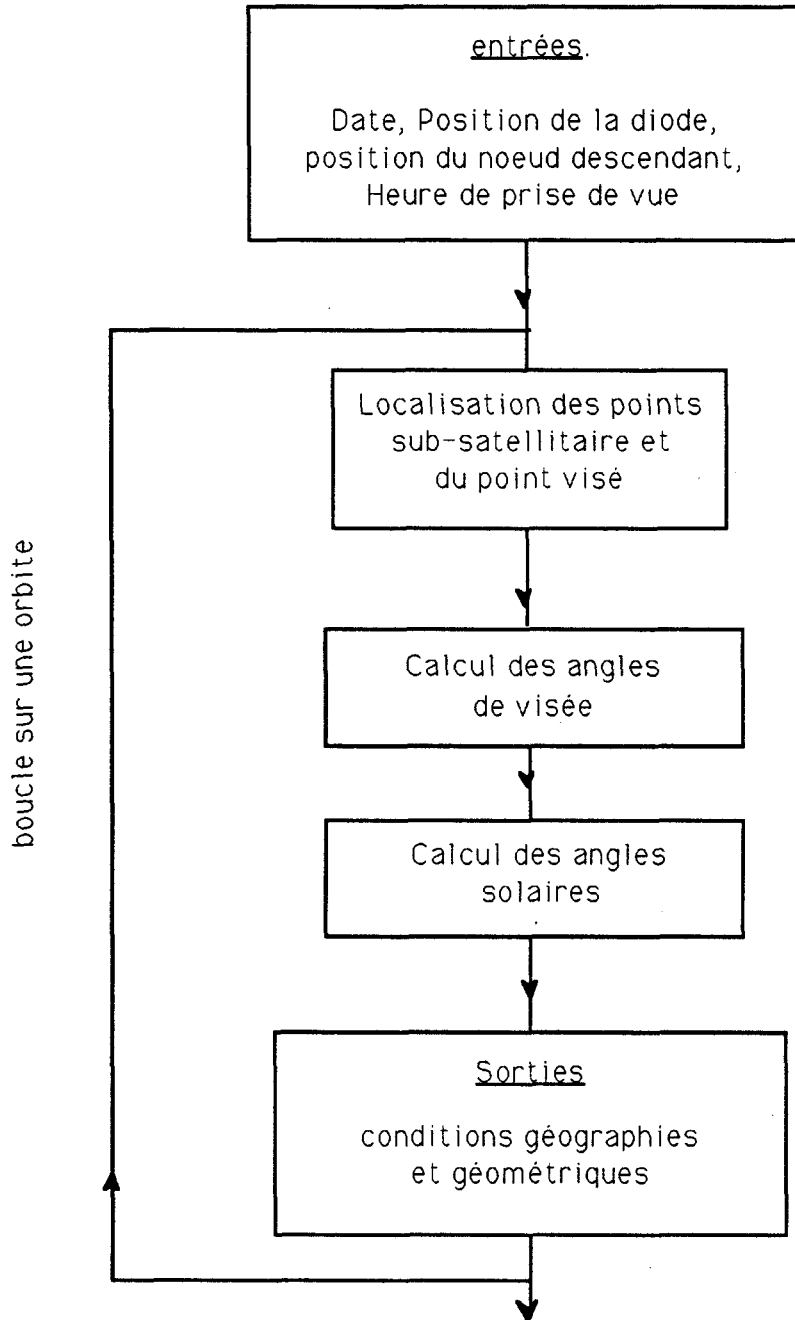 entrées.
Date, Position de la diode,
position du noeud descendant,
Heure de prise de vue
Localisation des points
sub-satellitaire et
du point visé
boucle sur une orbite
Calcul des angles
de visée
Calcul des angles
solaires
Sorties
conditions géographies
et géométriques